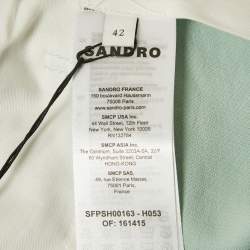 42
SANDRO
SANDRO FRANCE
150 boulevard Haussmann
75008 Paris
www.sandro-paris.com
SMCP USA Inc.
44 Wall Street, 12th Floor
New York, New York 10005
SMCP ASIA Inc.
The Centrium, Suite 2203A-5A, 22/F
60 Wyndham Street, Central
HONG-KONG
SMCP SAS,
49, rue Etienne Marcel,
75001 Paris,
France
SFPSH00163 - H053
OF: 161415